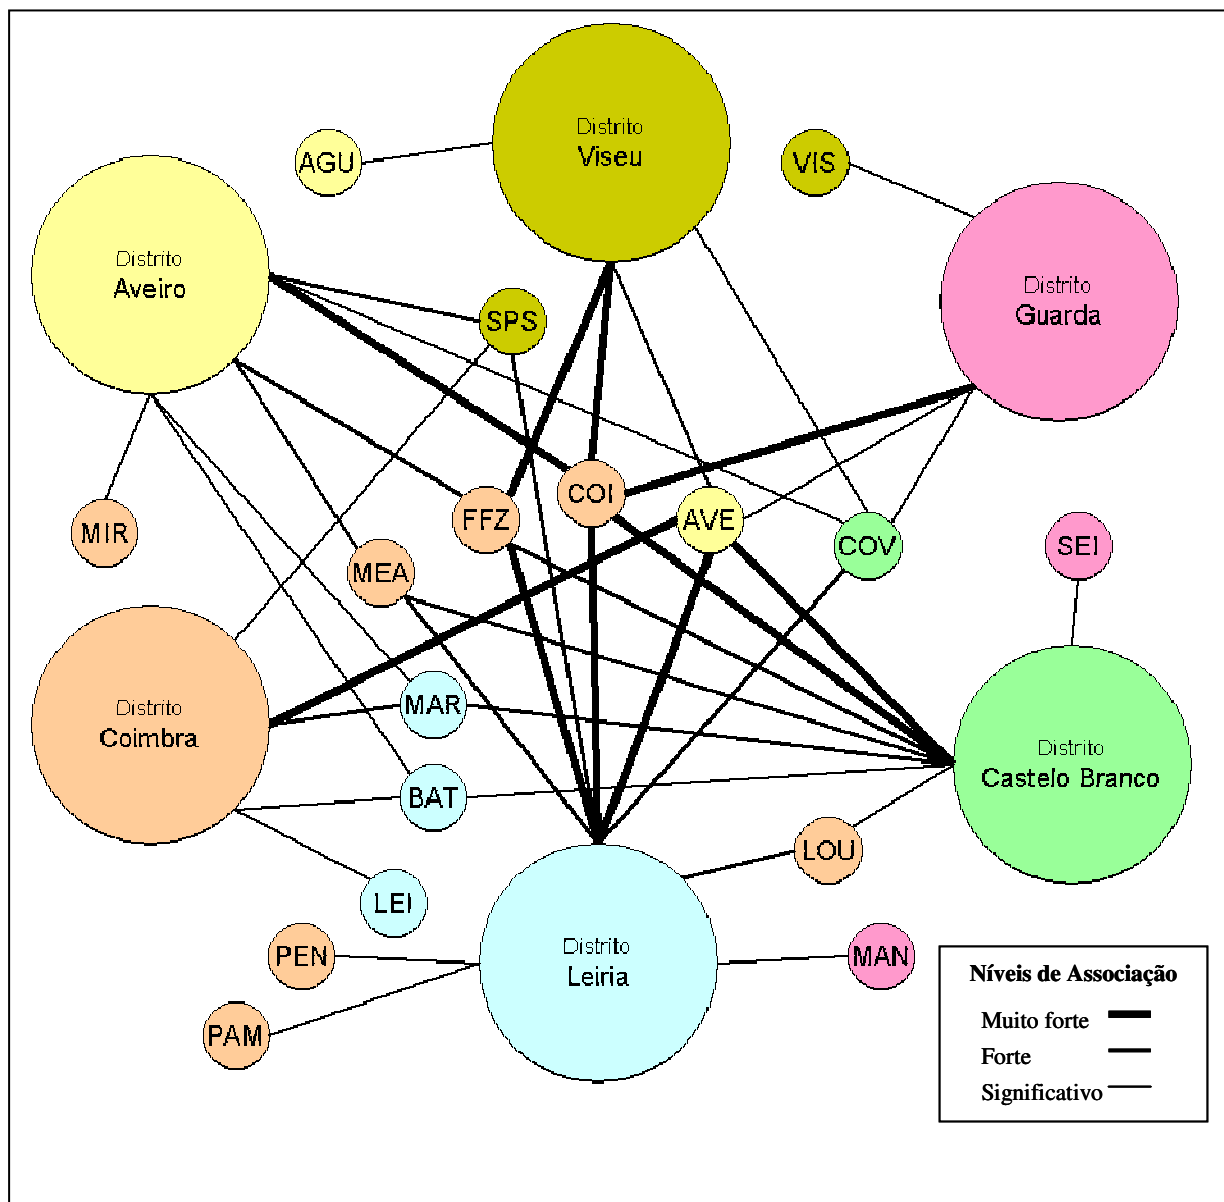 Distrito
Viseu
AGU
VIS
Distrito
Aveiro
Distrito
Guarda
SPS
COI
FFZ
AVE
MIR
COV
SEI
MEA
MAR
Distrito
Coimbra
Distrito
Castelo Branco
BAT
LOU
LEI
PEN
Distrito
Leiria
MAN
PAM
Níveis de Associação
Muito forte
Forte
Significativo